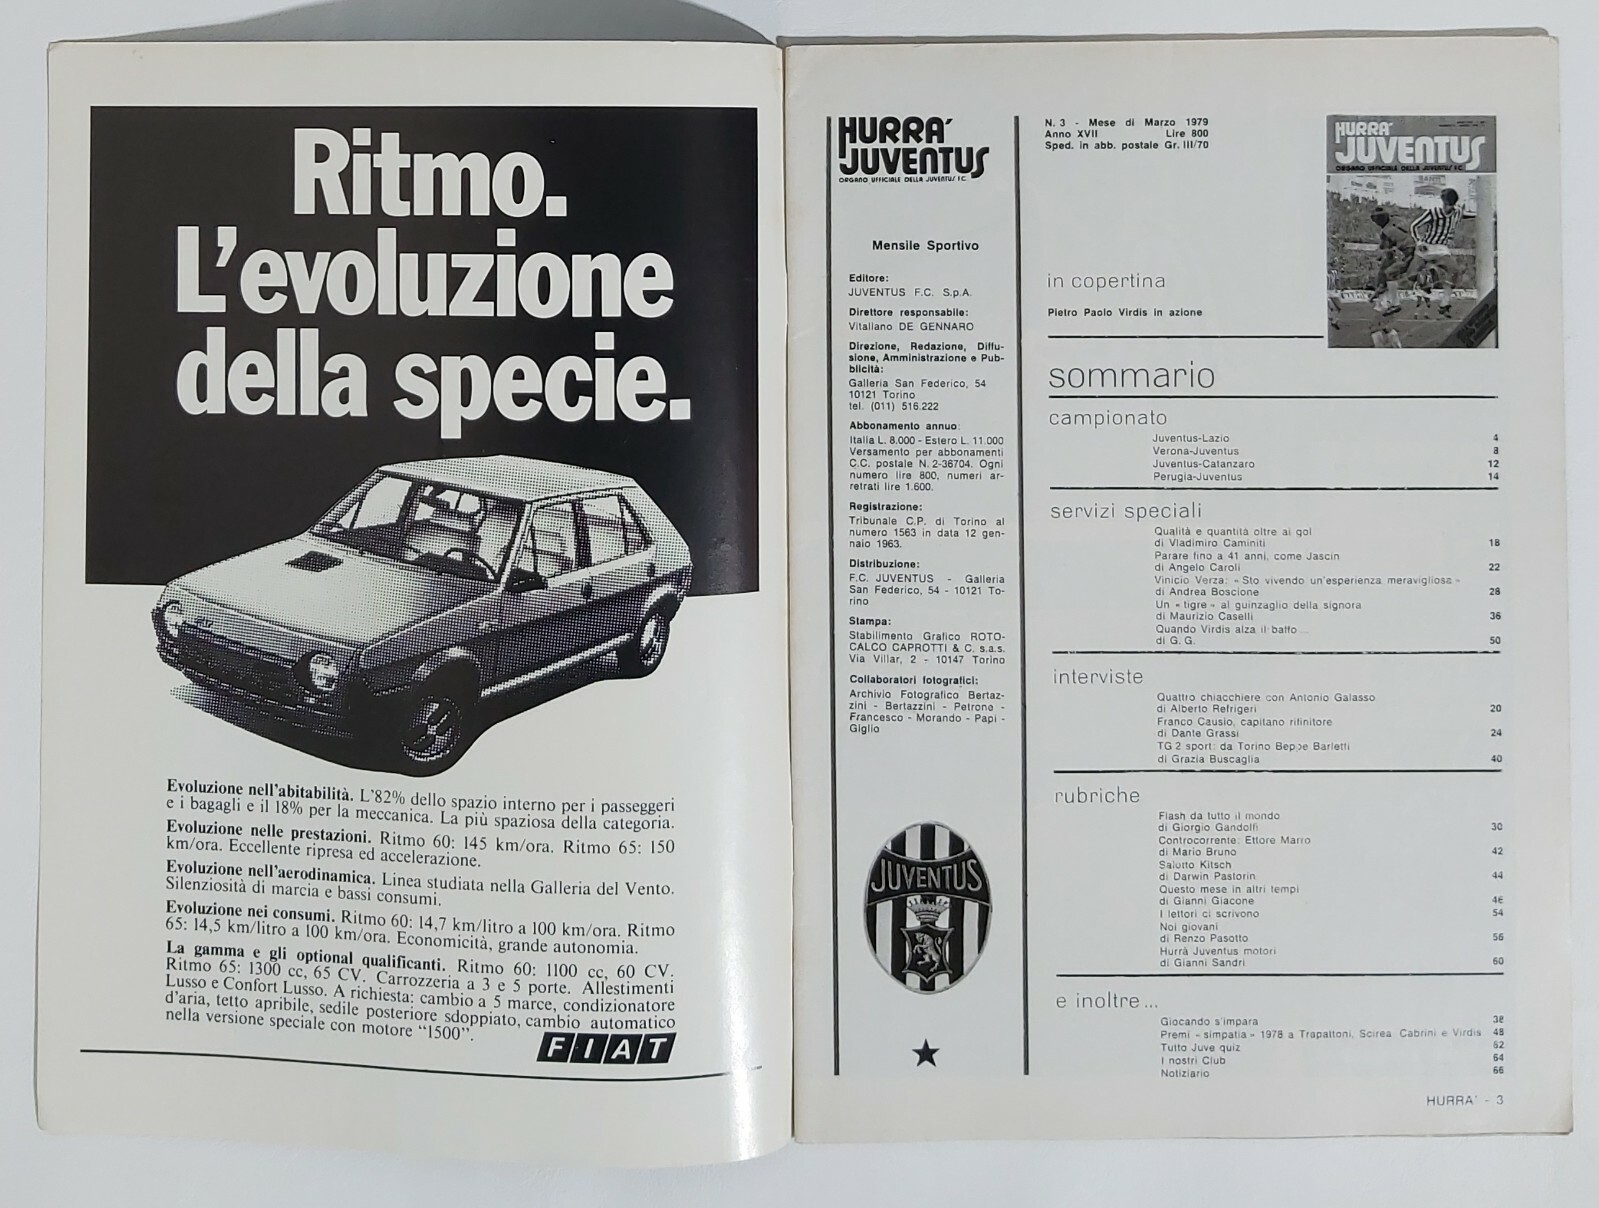 Ritmo.
L'evoluzione
della specie.
Evoluzione nell'abitabilità. L'82% dello spazio interno per i passeggeri
e i bagagli e il 18% per la meccanica. La più spaziosa della categoria.
Evoluzione nelle prestazioni. Ritmo 60: 145 km/ora. Ritmo 65: 150
km/ora. Eccellente ripresa ed accelerazione.
Evoluzione nell'aerodinamica. Linea studiata nella Galleria del Vento.
Silenziosità di marcia e bassi consumi.
Evoluzione nei consumi. Ritmo 60: 14,7 km/litro a 100 km/ora. Ritmo
65: 14,5 km/litro a 100 km/ora. Economicità, grande autonomia.
La gamma e gli optional qualificanti. Ritmo 60: 1100 cc, 60 CV.
Ritmo 65: 1300 cc, 65 CV. Carrozzeria a 3 e 5 porte. Allestimenti
Lusso e Confort Lusso. A richiesta: cambio a 5 marce, condizionatore
d'aria, tetto apribile, sedile posteriore sdoppiato, cambio automatico
nella versione speciale con motore "1500".
FIAT
HURRA'
JUVENTUS
ORGANO UFFICIALE DELLA JUVENTUS F.C.
Mensile Sportivo
Editore:
JUVENTUS F.C. S.p.A.
Direttore responsabile:
Vitaliano DE GENNARO
Direzione, Redazione, Diffu-
sione, Amministrazione e Pub-
blicità:
Galleria San Federico, 54
10121 Torino
tel. (011) 516.222
Abbonamento annuo:
Italia L. 8.000 - Estero L. 11.000
Versamento per abbonamenti
C.C. postale N. 2-36704. Ogni
numero lire 800, numeri ar-
retrati lire 1.600.
Registrazione:
Tribunale C.P. di Torino al
numero 1563 in data 12 gen-
naio 1963.
Distribuzione:
F.C. JUVENTUS - Galleria
San Federico, 54 - 10121 To-
rino
Stampa:
Stabilimento Grafico ROTO-
CALCO CAPROTTI & C. s.a.s.
Via Villar, 2 - 10147 Torino
Collaboratori fotografici:
Archivio Fotografico Bertaz-
zini - Bertazzini - Petrone -
Francesco - Morando - Papi -
Giglio
JUVENTUS
N. 3 - Mese di Marzo 1979
Anno XVII Lire 800
Sped. in abb. postale Gr. III/70
HURRA'
JUVENTUS
ORGANO UFFICIALE DELLA JUVENTUS F.C.
in copertina
Pietro Paolo Virdis in azione
sommario
campionato
Juventus-Lazio 4
Verona-Juventus 8
Juventus-Catanzaro 12
Perugia-Juventus 14
servizi speciali
Qualità e quantità oltre ai gol
di Vladimiro Caminiti 18
Parare fino a 41 anni, come Jascin
di Angelo Caroli 22
Vinicio Verza: «Sto vivendo un'esperienza meravigliosa»
di Andrea Boscione 28
Un «tigre» al guinzaglio della signora
di Maurizio Caselli 36
Quando Virdis alza il baffo...
di G. G. 50
interviste
Quattro chiacchiere con Antonio Galasso
di Alberto Refrigeri 20
Franco Causio, capitano rifinitore
di Dante Grassi 24
TG 2 sport: da Torino Beppe Barletti
di Grazia Buscaglia 40
rubriche
Flash da tutto il mondo
di Giorgio Gandolfi 30
Controcorrente: Ettore Marro
di Mario Bruno 42
Salotto Kitsch
di Darwin Pastorin 44
Questo mese in altri tempi
di Gianni Giacone 46
I lettori ci scrivono 54
Noi giovani
di Renzo Pasotto 56
Hurrà Juventus motori
di Gianni Sandri 60
e inoltre...
Giocando s'impara 38
Premi «simpatia» 1978 a Trapattoni, Scirea, Cabrini e Virdis 48
Tutto Juve quiz 62
I nostri Club 64
Notiziario 66
HURRA' - 3